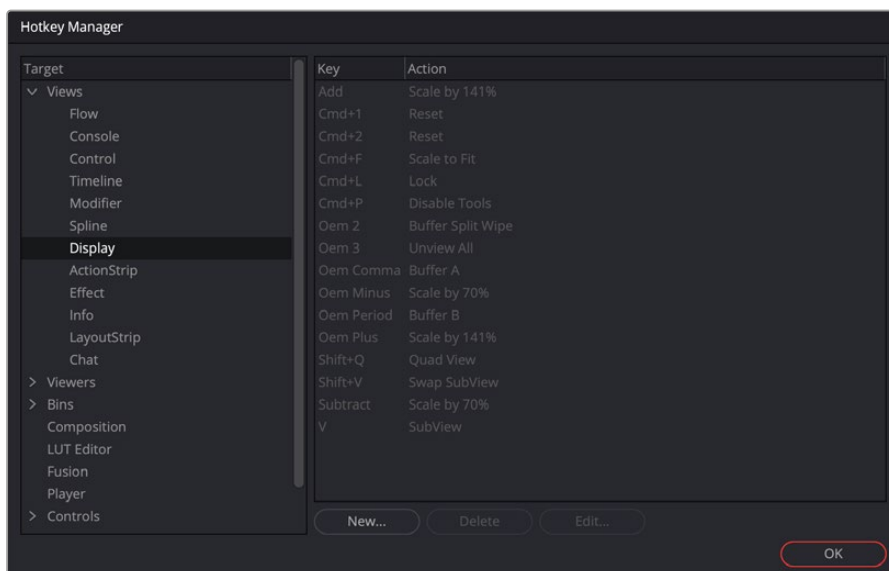 Hotkey Manager
Target
Views
Flow
Console
Control
Timeline
Modifier
Spline
Display
ActionStrip
Effect
Info
LayoutStrip
Chat
Viewers
Bins
Composition
LUT Editor
Fusion
Player
Controls
Key Action
Add Scale by 141%
Cmd+1 Reset
Cmd+2 Reset
Cmd+F Scale to Fit
Cmd+L Lock
Cmd+P Disable Tools
Oem 2 Buffer Split Wipe
Oem 3 Unview All
Oem Comma Buffer A
Oem Minus Scale by 70%
Oem Period Buffer B
Oem Plus Scale by 141%
Shift+Q Quad View
Shift+V Swap SubView
Subtract Scale by 70%
V SubView
New... Delete Edit...
OK